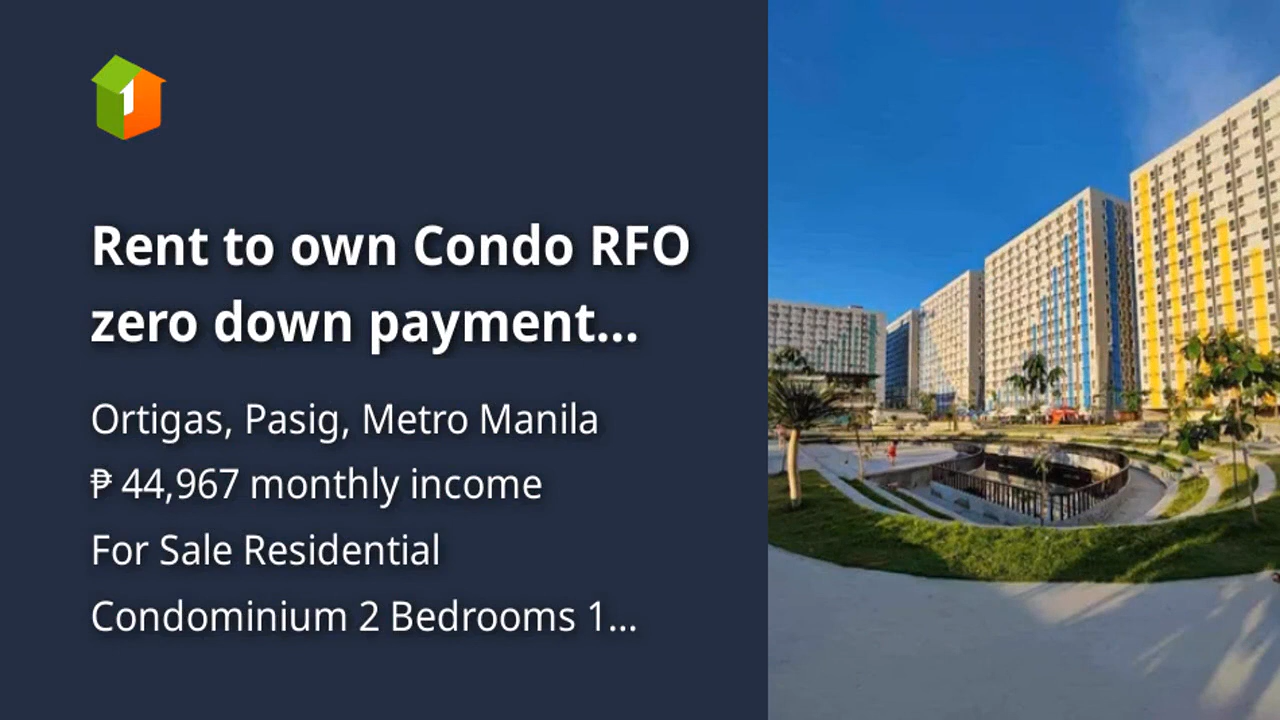 Rent to own Condo RFO
zero down payment...
Ortigas, Pasig, Metro Manila
₱ 44,967 monthly income
For Sale Residential
Condominium 2 Bedrooms 1...